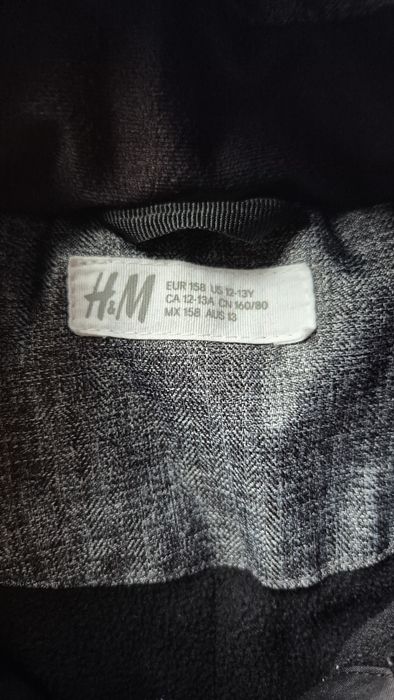 H&M
EUR 158 US 12-13Y
CA 12-13A CN 160/80
MX 158 AUS 13